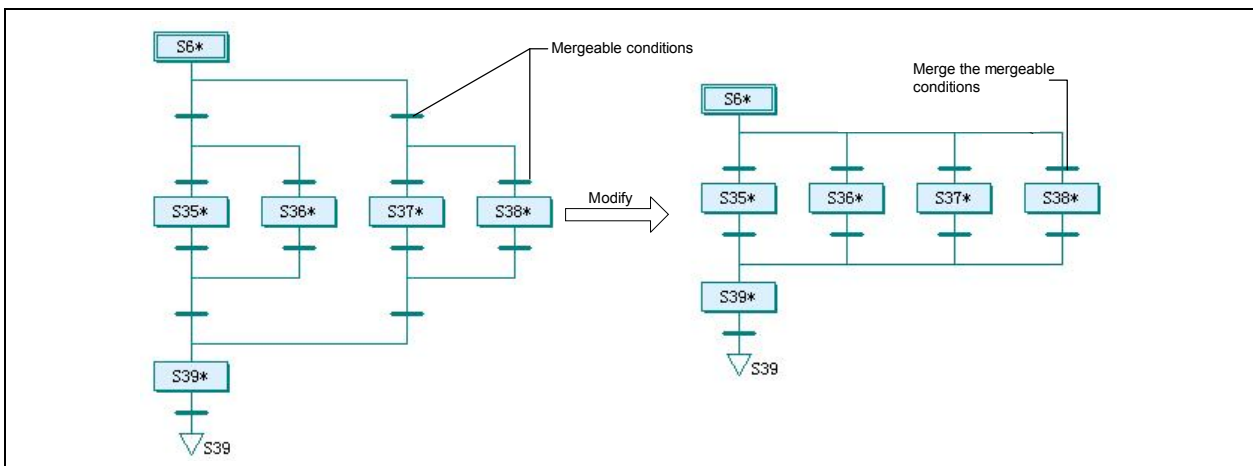 S6*
Mergeable conditions
S35*
S36*
S37*
S38*
S39*
S39
Modify
Merge the mergeable
conditions
S6*
S35*
S36*
S37*
S38*
S39*
S39